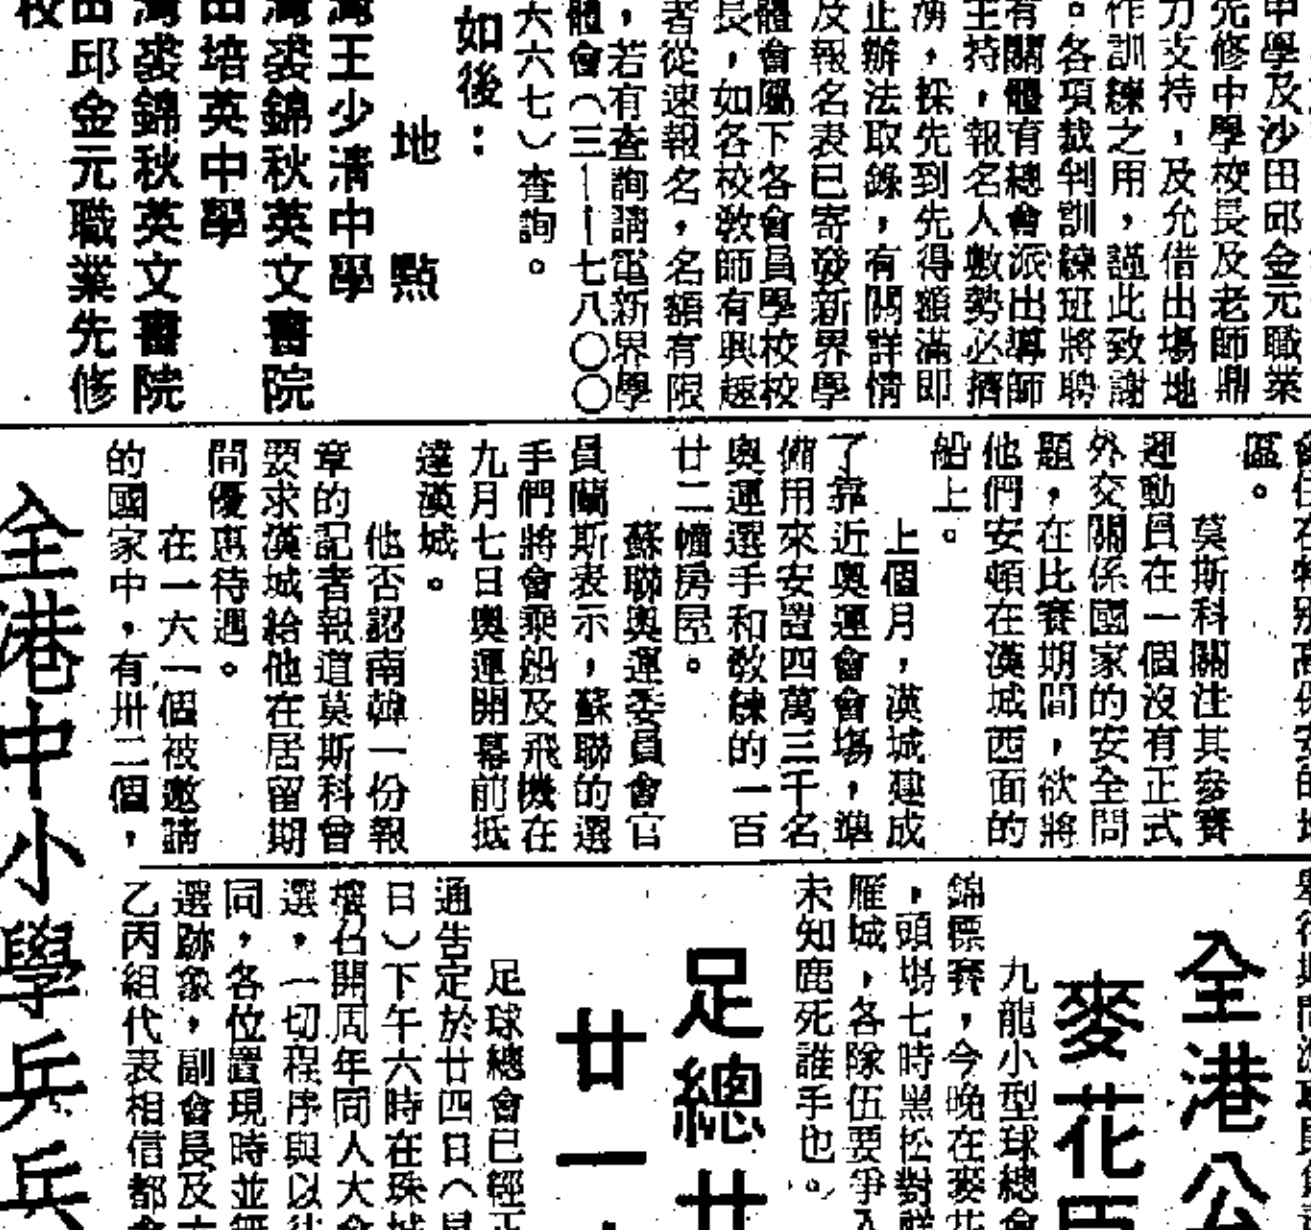 申學及沙田邱金元職業
先修中學校長及老師鼎
力支持，及允借出場地
作訓練之用，謹此致謝
。各項裁判訓練班將聘
有關體育總會派出導師
主持，報名人數勢必擠
湧，採先到先得額滿即
止辦法取錄，有關詳情
及報名表已寄發新界學
體會屬下各會員學校校
長，如各校教師有興趣
者從速報名，名額有限
，若有查詢請電新界學
體會（三—七八〇〇
六六七）查詢。
如後：
地點
灣王少清中學
灣裘錦秋英文書院
田培英中學
灣裘錦秋英文書院
田邱金元職業先修
校
區。
莫斯科關注其參賽
運動員在一個沒有正式
外交關係國家的安全問
題，在比賽期間，欲將
他們安頓在漢城西面的
船上。
上個月，漢城建成
了靠近奧運會會場，準
備用來安置四萬三千名
奧運選手和教練的一百
廿二幢房屋。
蘇聯奧運委員會官
員蘭斯表示，蘇聯的選
手們將會乘船及飛機在
九月七日奧運開幕前抵
達漢城。
他否認南韓一份報
章的記者報道莫斯科曾
要求漢城給他在居留期
間優惠待遇。
在一六一個被邀請
的國家中，有卅二個，
全港中小學乒乓
全港公
麥花臣
九龍小型球總會
錦標賽，今晚在麥花
，頭場七時黑松對群
雁城，各隊伍要爭入
未知鹿死誰手也。
足總廿
廿一
足球總會已經正
通告定於廿四日（星
日）下午六時在珠城
樓召開周年同人大會
選，一切程序與以往
同，各位置現時並無
選跡象，副會長及
乙丙組代表相信都會